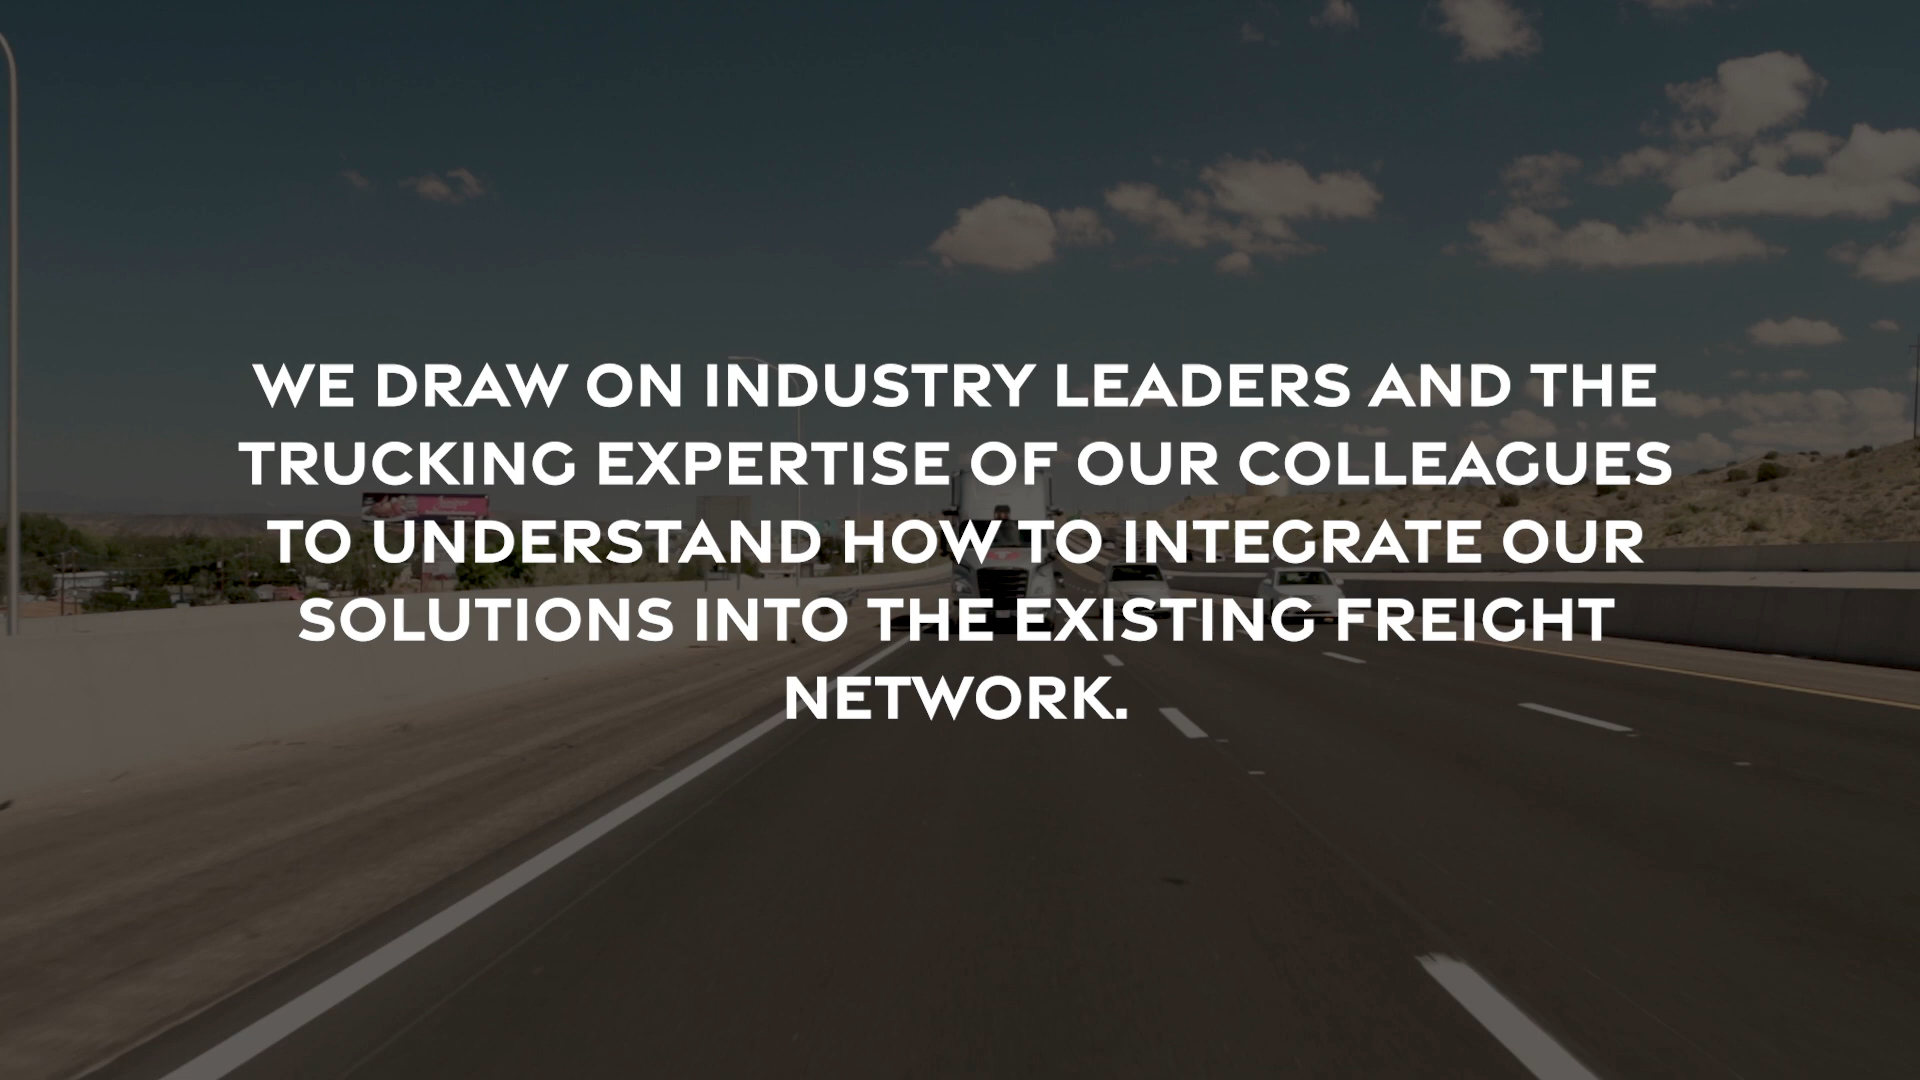 WE DRAW ON INDUSTRY LEADERS AND THE
TRUCKING EXPERTISE OF OUR COLLEAGUES
TO UNDERSTAND HOW TO INTEGRATE OUR
SOLUTIONS INTO THE EXISTING FREIGHT
NETWORK.